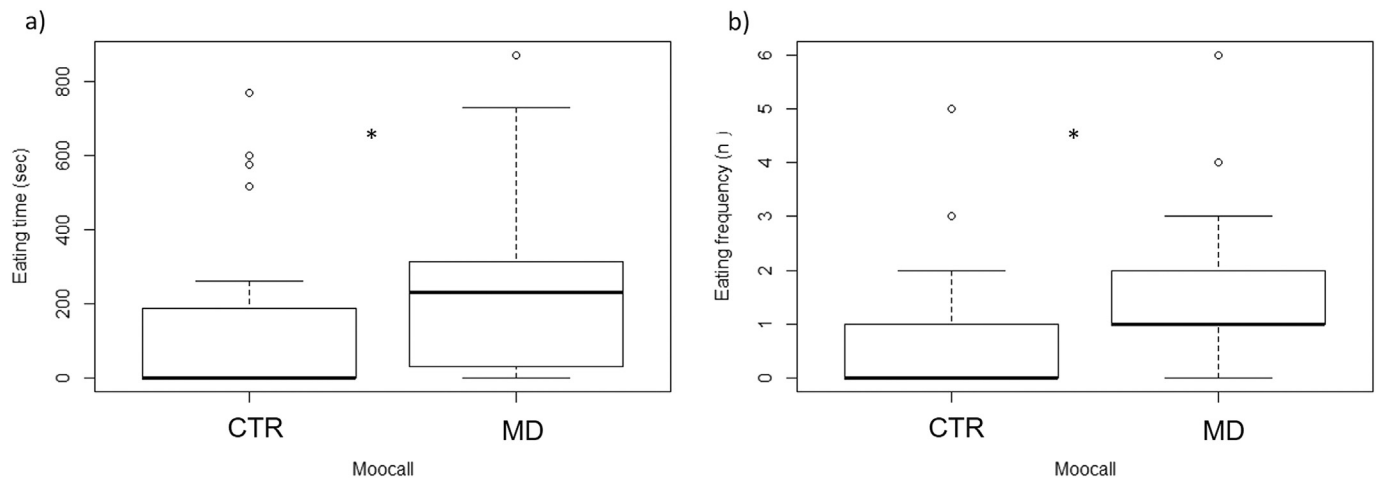 a)
Eating time (sec)
800
600
400
200
0
*
CTR
MD
Moocall
b)
Eating frequency (n )
6
5
4
3
2
1
0
*
CTR
MD
Moocall